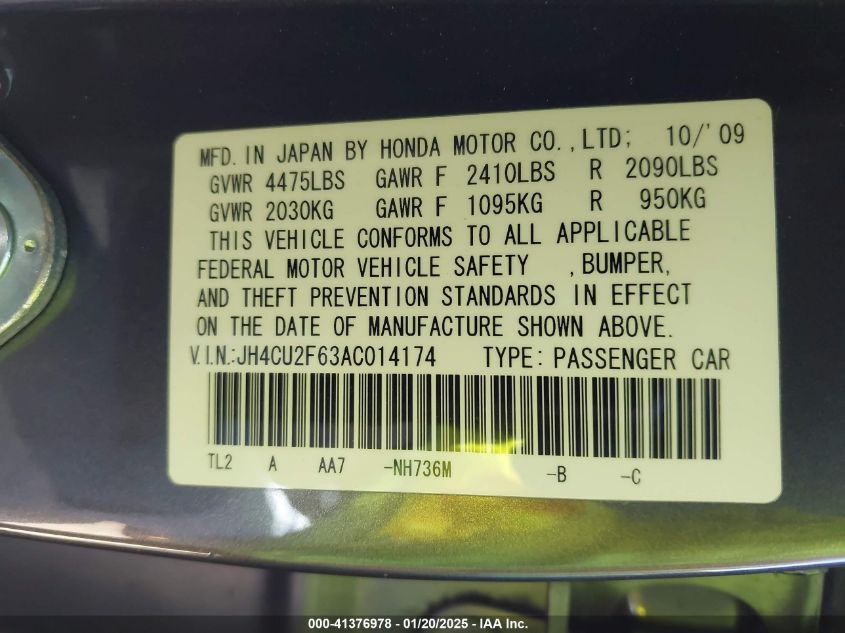 MFD. IN JAPAN BY HONDA MOTOR CO.,LTD; 10/'09
GVWR 4475LBS GAWR F 2410LBS R 2090LBS
GVWR 2030KG GAWR F 1095KG R 950KG
THIS VEHICLE CONFORMS TO ALL APPLICABLE
FEDERAL MOTOR VEHICLE SAFETY ,BUMPER,
AND THEFT PREVENTION STANDARDS IN EFFECT
ON THE DATE OF MANUFACTURE SHOWN ABOVE.
V.I.N.:JH4CU2F63AC014174 TYPE: PASSENGER CAR
TL2 A AA7 -NH736M -B -C
000-41376978 - 01/20/2025 - IAA Inc.